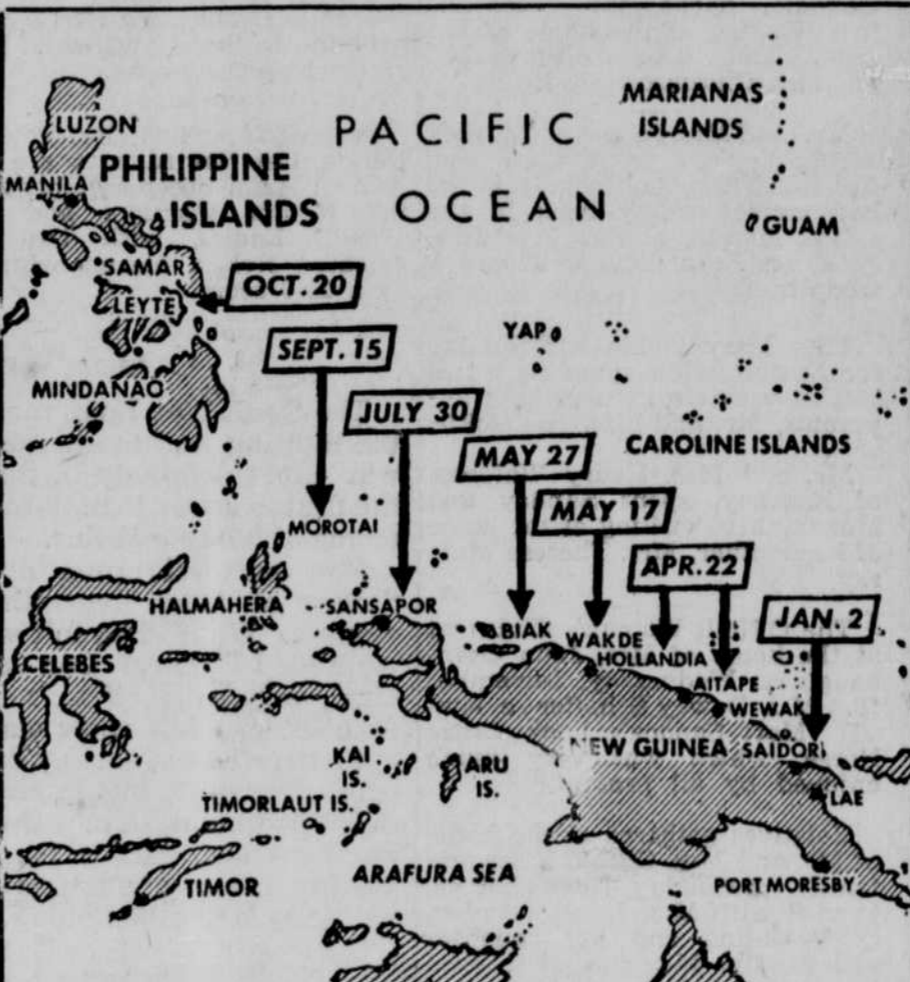 LUZON
PACIFIC
OCEAN
MARIANAS
ISLANDS
MANILA
PHILIPPINE
ISLANDS
GUAM
SAMAR
LEYTE
OCT. 20
YAP
SEPT. 15
MINDANAO
JULY 30
CAROLINE ISLANDS
MAY 27
MAY 17
MOROTAI
APR. 22
HALMAHERA
SANSAPOR
JAN. 2
BIAK
WAKDE
HOLLANDIA
CELEBES
AITAPE
WEWAK
NEW GUINEA
SAIDOR
KAI
IS.
ARU
IS.
LAE
TIMORLAUT IS.
TIMOR
ARAFURA SEA
PORT MORESBY